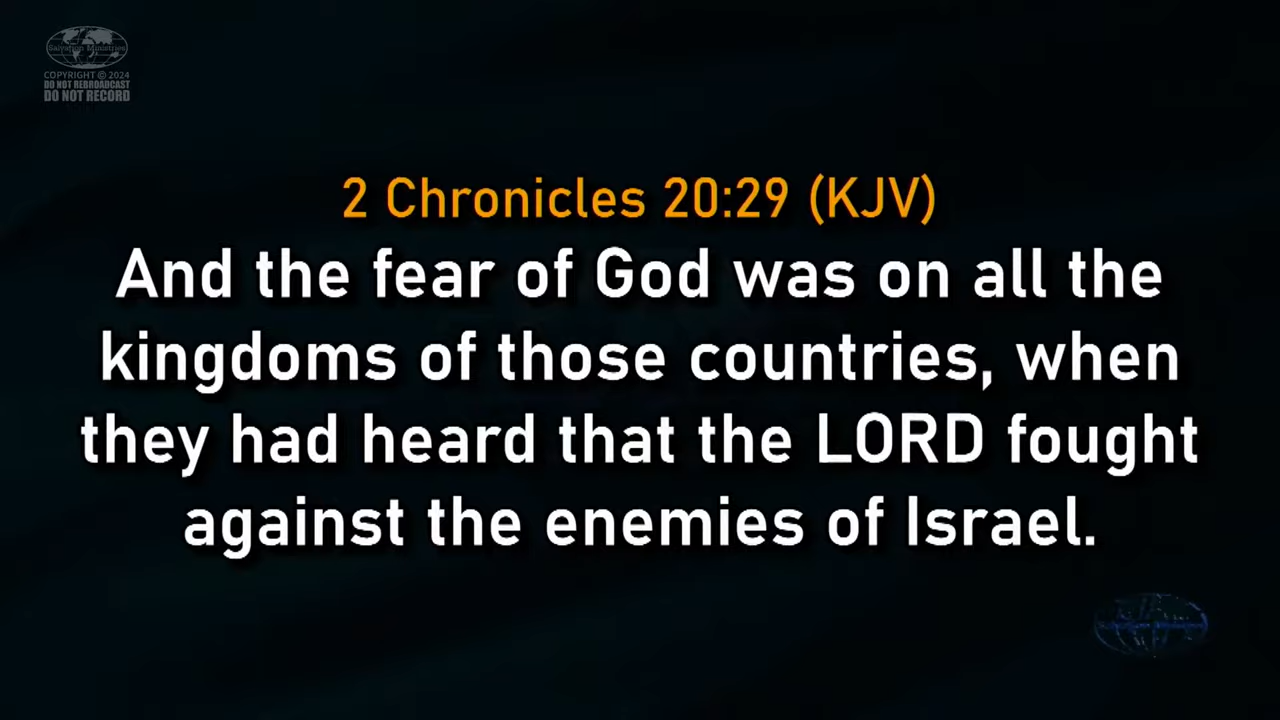 Salvation Ministries
COPYRIGHT © 2024
DO NOT REBROADCAST
DO NOT RECORD
2 Chronicles 20:29 (KJV)
And the fear of God was on all the
kingdoms of those countries, when
they had heard that the LORD fought
against the enemies of Israel.